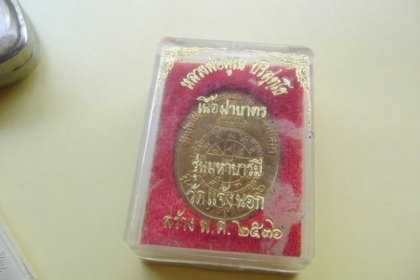 หลวงพ่อคูณ ปริสุทโธ
เนื้อฝาบาตร
รุ่นมหาบารมี
วัดแจ้งนอก
สร้าง พ.ศ. ๒๕๓๖